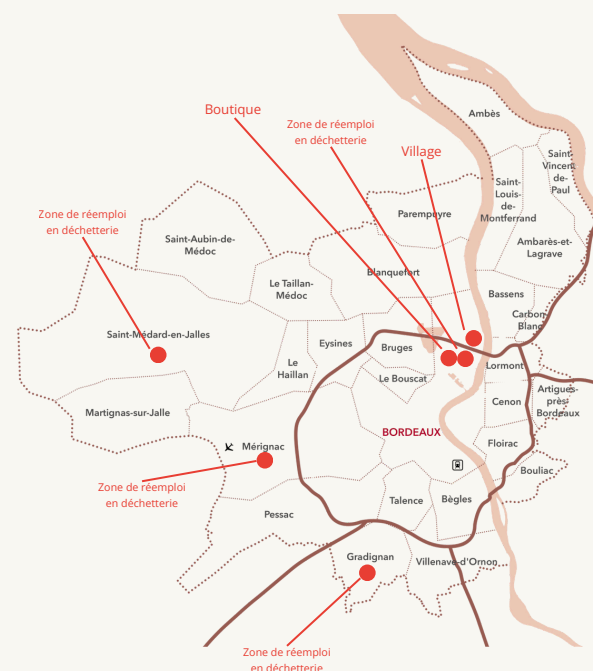 Ambès
Boutique
Zone de réemploi
en déchetterie
Village
Saint-
Vincent
de-
Paul
Saint-
Louis-
de-
Montferrand
Zone de réemploi
en déchetterie
Parempuyre
Saint-Aubin-de-
Médoc
Ambarès-et-
Lagrave
Blanquefort
Le Taillan-
Médoc
Bassens
Carbon
Blanc
Saint-Médard-en-Jalles
Eysines
Bruges
Le
Haillan
Lormont
Le Bouscat
Cenon
Artigues-
près-
Bordeaux
Martignas-sur-Jalle
BORDEAUX
Mérignac
Floirac
Bouliac
Zone de réemploi
en déchetterie
Talence
Bègles
Pessac
Gradignan
Villenave-d'Ornon
Zone de réemploi
en déchetterie